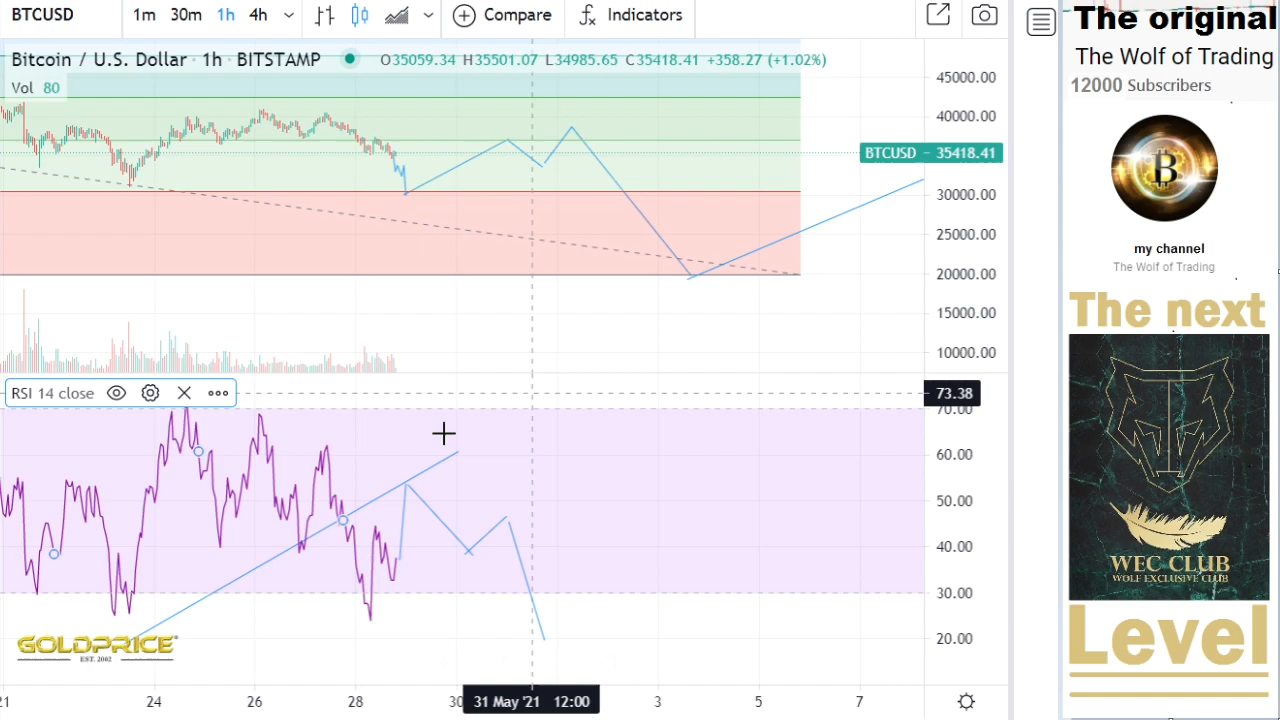 BTCUSD 1m 30m 1h 4h Compare Indicators
Bitcoin / U.S. Dollar · 1h · BITSTAMP O35059.34 H35501.07 L34985.65 C35418.41 +358.27 (+1.02%)
Vol 80
45000.00
40000.00
BTCUSD 35418.41
30000.00
25000.00
20000.00
15000.00
10000.00
RSI 14 close
73.38
70.00
60.00
50.00
40.00
30.00
20.00
GOLDPRICE
EST. 2002
21 24 26 28 30 31 May '21 12:00 3 5 7
The original
The Wolf of Trading
12000 Subscribers
B
my channel
The Wolf of Trading
The next
WEC CLUB
WOLF EXCLUSIVE CLUB
Level